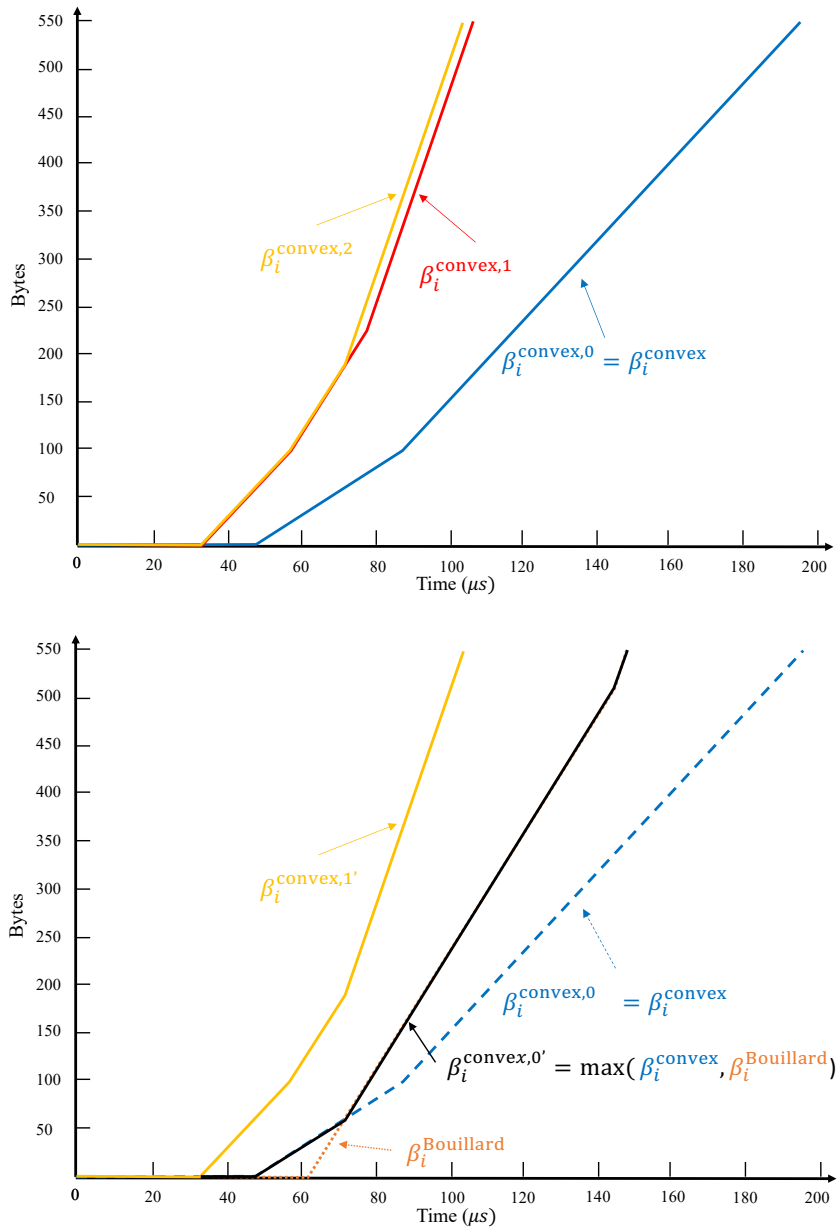 550
500
450
400
350
300
250
200
150
100
50
Bytes
β_i^{convex,2}
β_i^{convex,1}
β_i^{convex,0} = β_i^{convex}
0 20 40 60 80 100 120 140 160 180 200
Time (μs)
550
500
450
400
350
300
250
200
150
100
50
Bytes
β_i^{convex,1'}
β_i^{convex,0} = β_i^{convex}
β_i^{convex,0'} = max( β_i^{convex}, β_i^{Bouillard})
β_i^{Bouillard}
0 20 40 60 80 100 120 140 160 180 200
Time (μs)